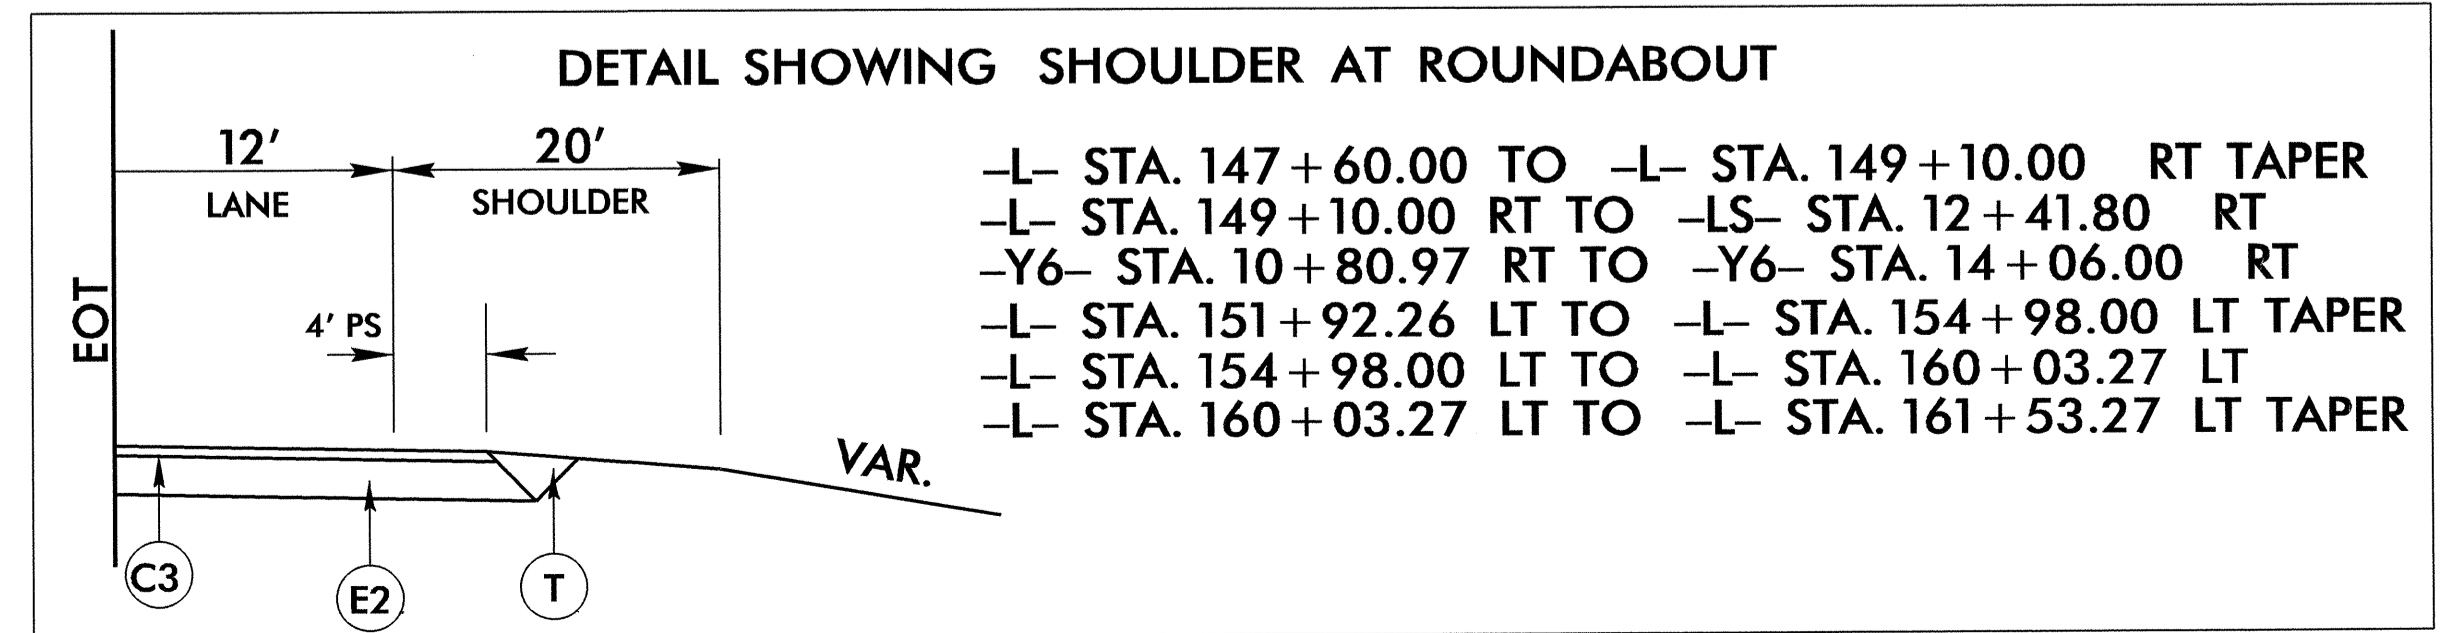 DETAIL SHOWING SHOULDER AT ROUNDABOUT
12'
LANE
20'
SHOULDER
4' PS
EOT
VAR.
C3
E2
T
–L– STA. 147+60.00 TO –L– STA. 149+10.00 RT TAPER
–L– STA. 149+10.00 RT TO –LS– STA. 12+41.80 RT
–Y6– STA. 10+80.97 RT TO –Y6– STA. 14+06.00 RT
–L– STA. 151+92.26 LT TO –L– STA. 154+98.00 LT TAPER
–L– STA. 154+98.00 LT TO –L– STA. 160+03.27 LT
–L– STA. 160+03.27 LT TO –L– STA. 161+53.27 LT TAPER